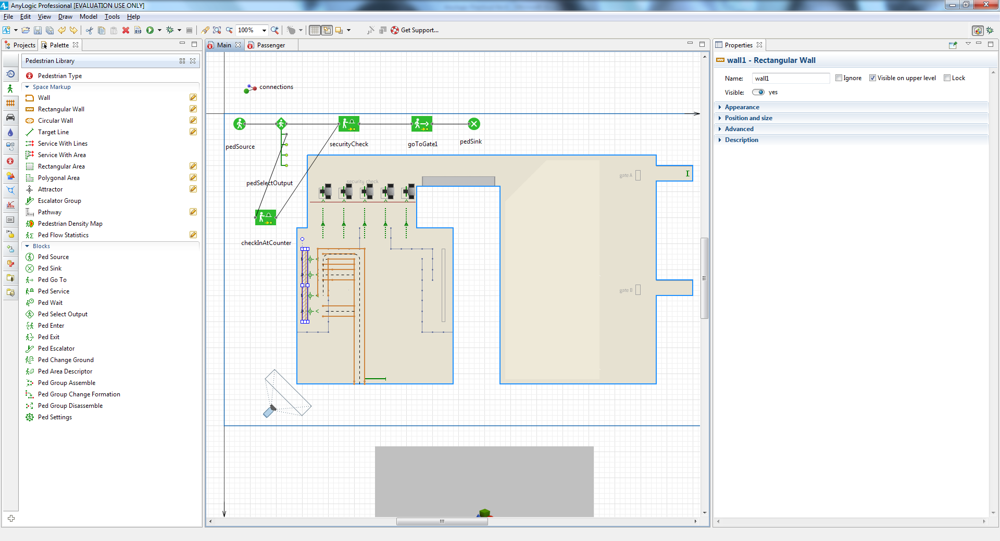 AnyLogic Professional [EVALUATION USE ONLY]
File Edit View Draw Model Tools Help
100% Get Support...
Projects Palette
Main Passenger
Properties
Pedestrian Library
Pedestrian Type
Space Markup
Wall
Rectangular Wall
Circular Wall
Target Line
Service With Lines
Service With Area
Rectangular Area
Polygonal Area
Attractor
Escalator Group
Pathway
Pedestrian Density Map
Ped Flow Statistics
Blocks
Ped Source
Ped Sink
Ped Go To
Ped Service
Ped Wait
Ped Select Output
Ped Enter
Ped Exit
Ped Escalator
Ped Change Ground
Ped Area Descriptor
Ped Group Assemble
Ped Group Change Formation
Ped Group Disassemble
Ped Settings
connections
pedSource
securityCheck
goToGate1
pedSink
pedSelectOutput
checkInAtCounter
security check
gate A
gate B
wall1 - Rectangular Wall
Name: wall1 Ignore Visible on upper level Lock
Visible: yes
Appearance
Position and size
Advanced
Description